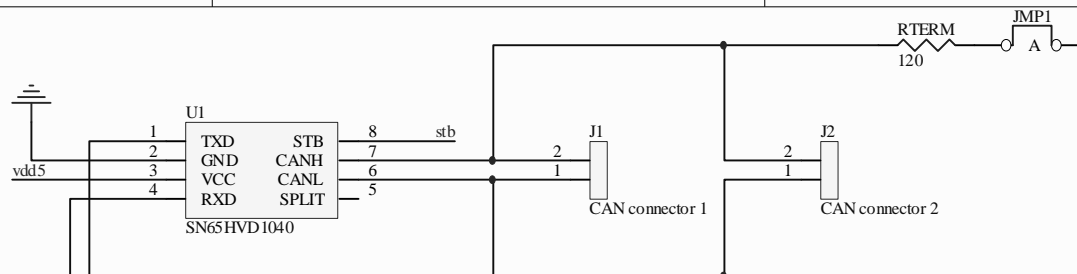 JMP1
RTERM
A
120
U1
1 TXD STB 8 stb
J1
J2
2 GND CANH 7
2
2
vdd5 3 VCC CANL 6
1
1
4 RXD SPLIT 5
CAN connector 1
CAN connector 2
SN65HVD1040